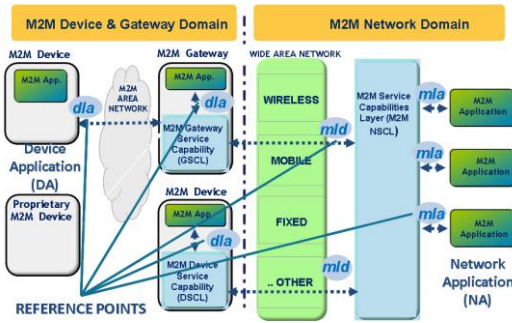 M2M Device & Gateway Domain
M2M Network Domain
M2M Device
M2M App.
dla
Device
Application
(DA)
Proprietary
M2M Device
M2M
AREA
NETWORK
M2M Gateway
M2M App.
dla
M2M Gateway
Service
Capability
(GSCL)
M2M Device
M2M App.
dla
M2M Device
Service
Capability
(DSCL)
REFERENCE POINTS
WIDE AREA NETWORK
WIRELESS
MOBILE
FIXED
.. OTHER
mld
mld
M2M Service
Capabilities
Layer (M2M
NSCL)
mla
M2M
Application
mla
M2M
Application
mla
M2M
Application
Network
Application
(NA)